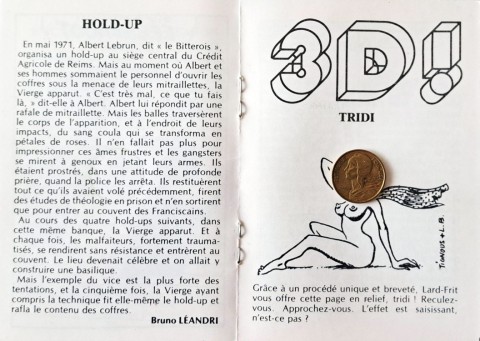 HOLD-UP
En mai 1971, Albert Lebrun, dit « le Bitterois »,
organisa un hold-up au siège central du Crédit
Agricole de Reims. Mais au moment où Albert et
ses hommes sommaient le personnel d'ouvrir les
coffres sous la menace de leurs mitraillettes, la
Vierge apparut. « C'est très mal, ce que tu fais
là, » dit-elle à Albert. Albert lui répondit par une
rafale de mitraillette. Mais les balles traversèrent
le corps de l'apparition, et à l'endroit de leurs
impacts, du sang coula qui se transforma en
pétales de roses. Il n'en fallait pas plus pour
impressionner ces âmes frustres et les gangsters
se mirent à genoux en jetant leurs armes. Ils
étaient prostrés, dans une attitude de profonde
prière, quand la police les arrêta. Ils restituèrent
tout ce qu'ils avaient volé précédemment, firent
des études de théologie en prison et n'en sortirent
que pour entrer au couvent des Franciscains.
Au cours des quatre hold-ups suivants, dans
cette même banque, la Vierge apparut. Et à
chaque fois, les malfaiteurs, fortement trauma-
tisés, se rendirent sans résistance et entrèrent au
couvent. Le lieu devenait célèbre et on allait y
construire une basilique.
Mais l'exemple du vice est la plus forte des
tentations, et la cinquième fois, la Vierge ayant
compris la technique fit elle-même le hold-up et
rafla le contenu des coffres.
Bruno LÉANDRI
3D!
TRIDI
Grâce à un procédé unique et breveté, Lard-Frit
vous offre cette page en relief, tridi ! Reculez-
vous. Approchez-vous. L'effet est saisissant,
n'est-ce pas ?